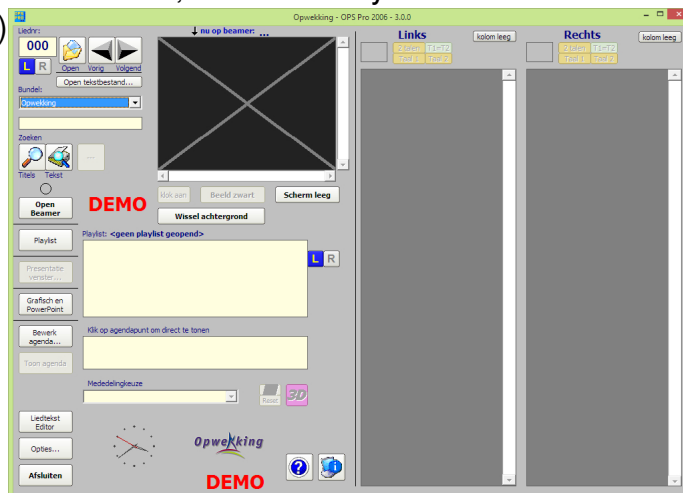 Opwekking - OPS Pro 2006 - 3.0.0
)
Liednr:
000
L R
Open Vorig Volgend
Open tekstbestand...
Bundel:
Opwekking
Zoeken
...
Titels Tekst
Open
Beamer
DEMO
↓ nu op beamer: ...
klok aan Beeld zwart Scherm leeg
Wissel achtergrond
Playlist
Playlist: <geen playlist geopend>
L R
Presentatie
venster...
Grafisch en
PowerPoint
Bewerk
agenda...
Klik op agendapunt om direct te tonen
Toon agenda
Mededelingkeuze
Reset 3D
Liedtekst
Editor
Opties...
Afsluiten
Opwekking
DEMO
? i
Links kolom leeg
2 talen T1=T2
Taal 1 Taal 2
Rechts kolom leeg
2 talen T1=T2
Taal 1 Taal 2